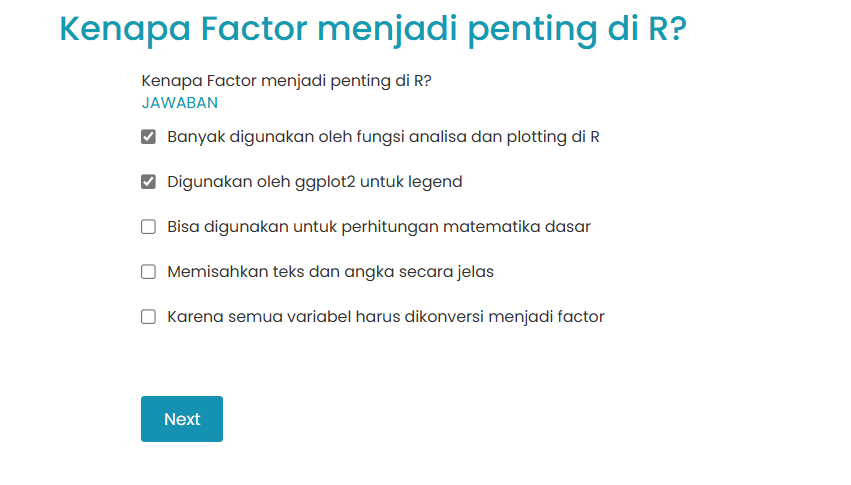 Kenapa Factor menjadi penting di R?
Kenapa Factor menjadi penting di R?
JAWABAN
Banyak digunakan oleh fungsi analisa dan plotting di R
Digunakan oleh ggplot2 untuk legend
Bisa digunakan untuk perhitungan matematika dasar
Memisahkan teks dan angka secara jelas
Karena semua variabel harus dikonversi menjadi factor
Next